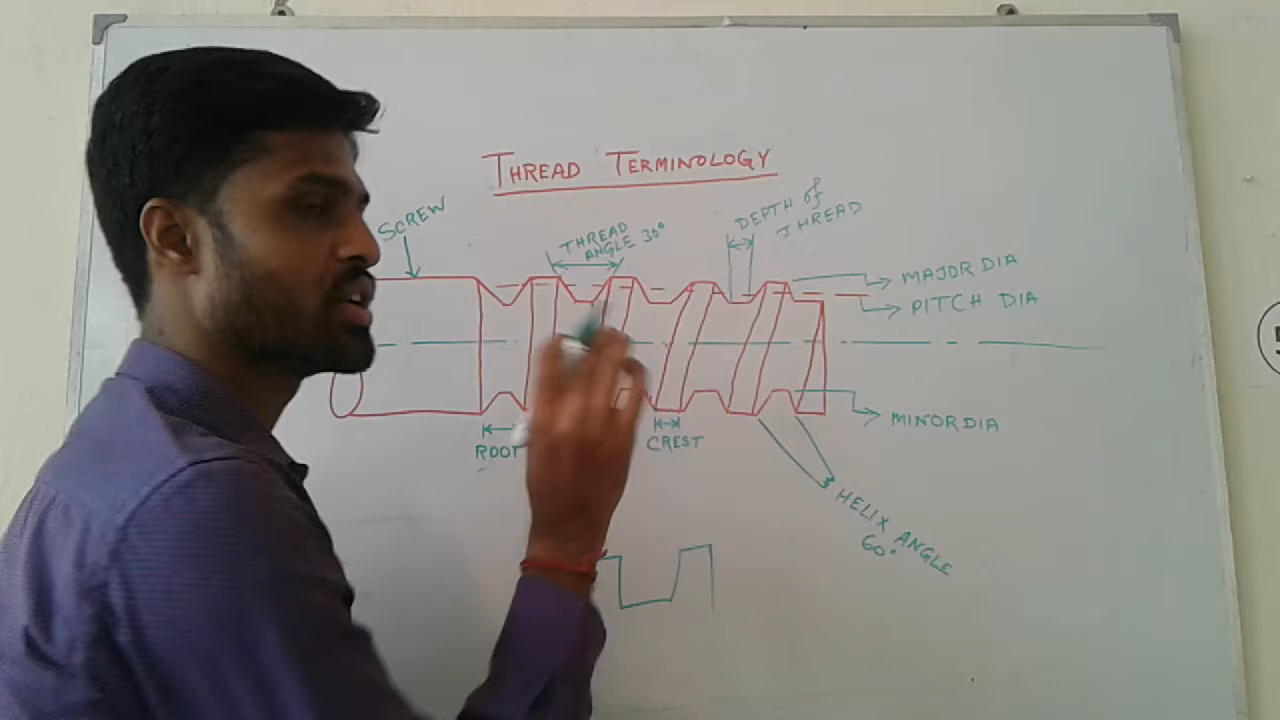 THREAD TERMINOLOGY
SCREW
THREAD
ANGLE 30°
DEPTH of
THREAD
MAJOR DIA
PITCH DIA
MINOR DIA
ROOT
CREST
HELIX ANGLE
60°